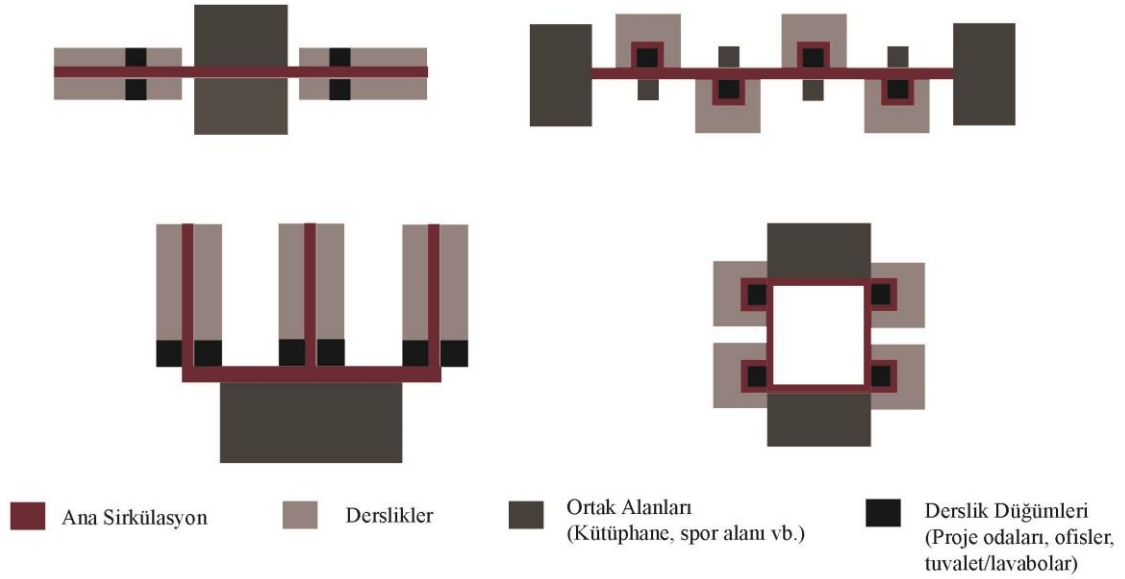 Ana Sirkülasyon
Derslikler
Ortak Alanları
(Kütüphane, spor alanı vb.)
Derslik Düğümleri
(Proje odaları, ofisler,
tuvalet/lavabolar)